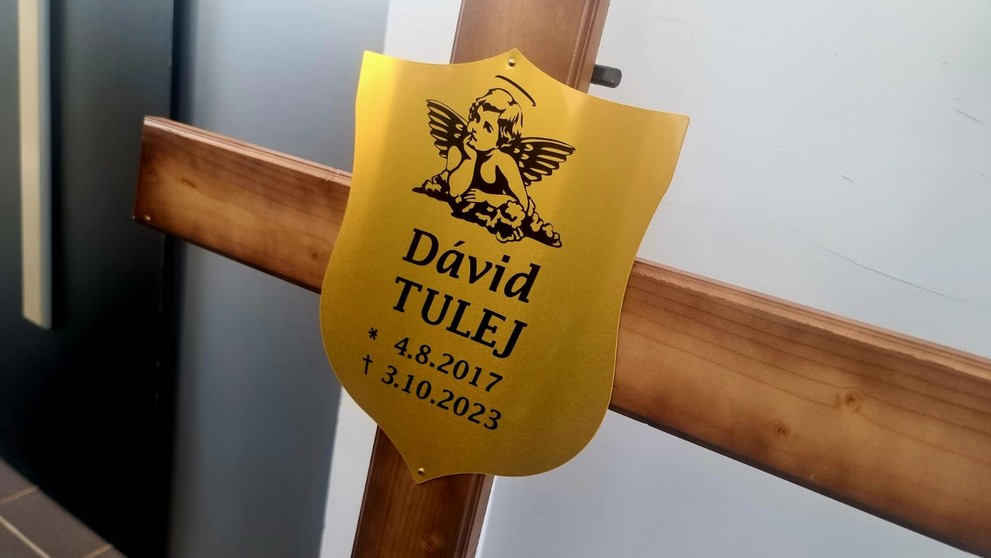 Dávid
TULEJ
* 4.8.2017
† 3.10.2023